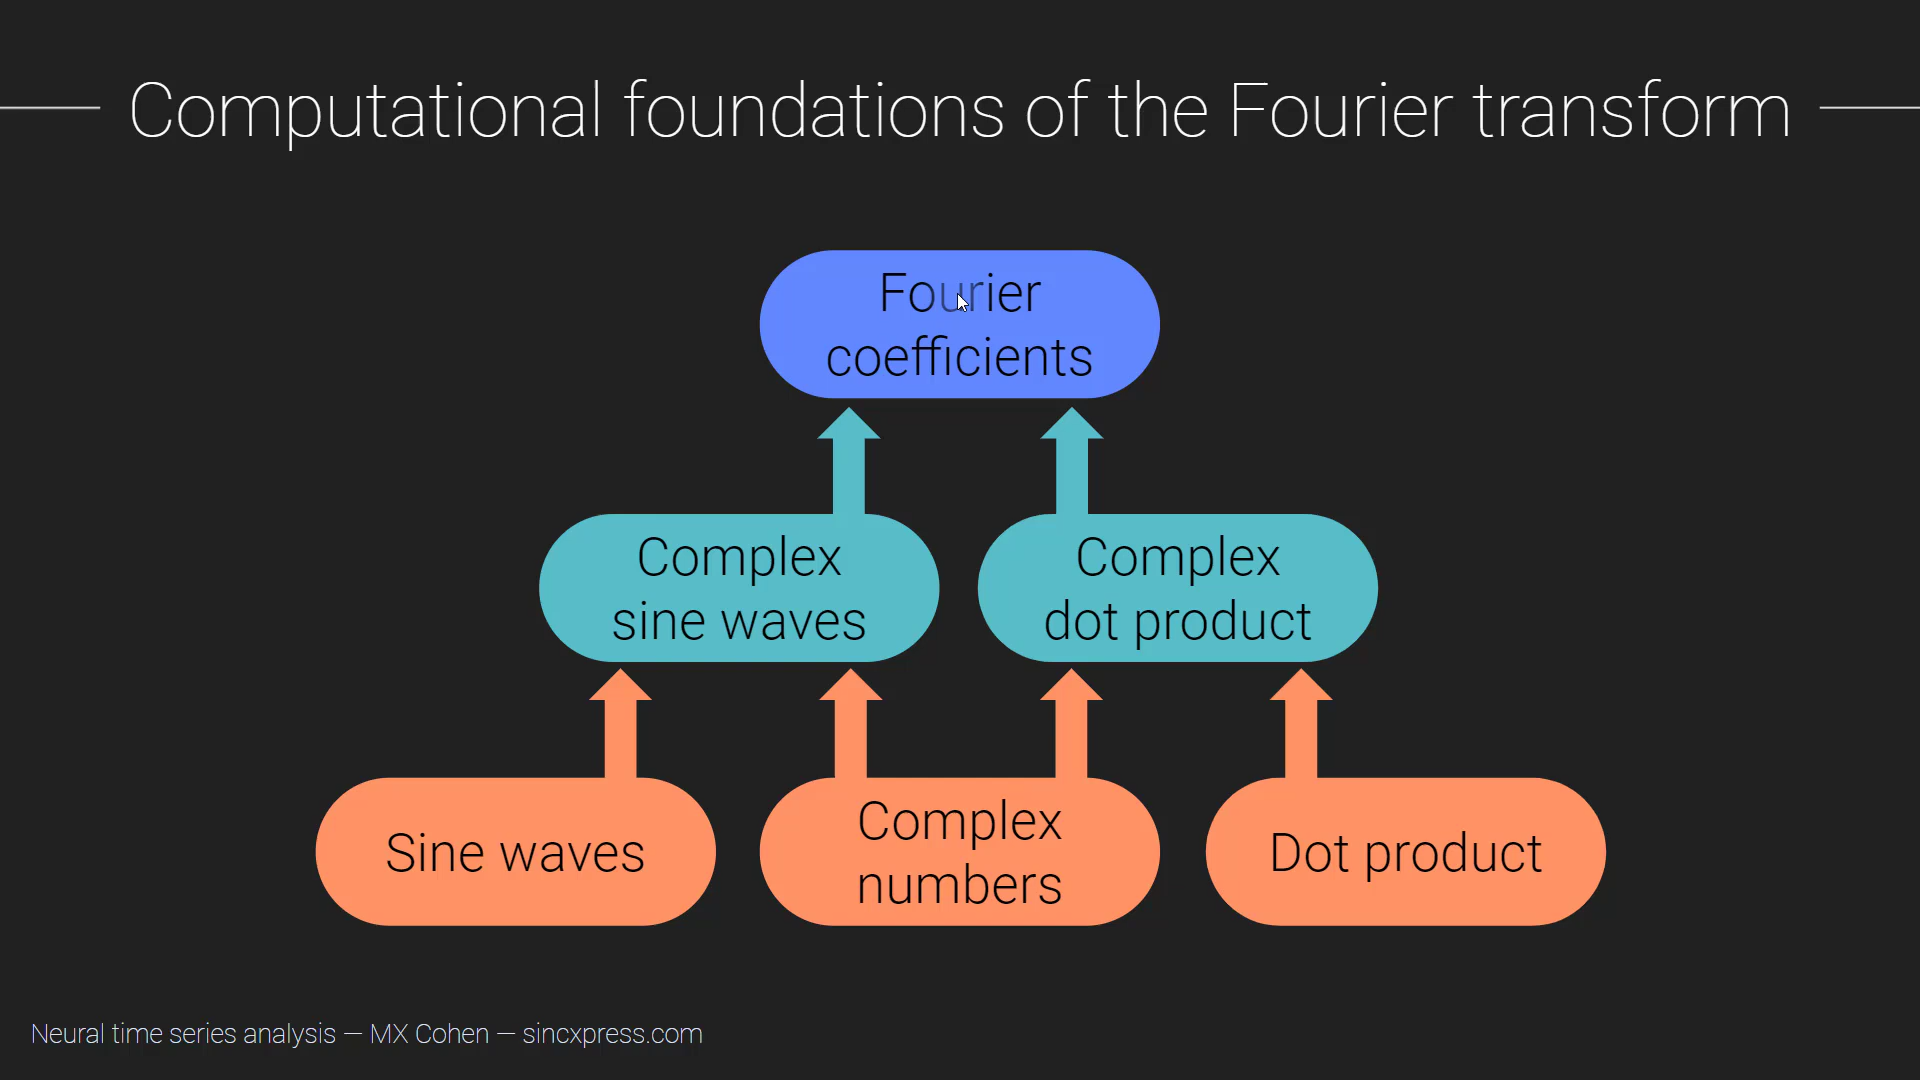 Computational foundations of the Fourier transform
Fourier
coefficients
Complex
sine waves
Complex
dot product
Sine waves
Complex
numbers
Dot product
Neural time series analysis — MX Cohen — sincxpress.com